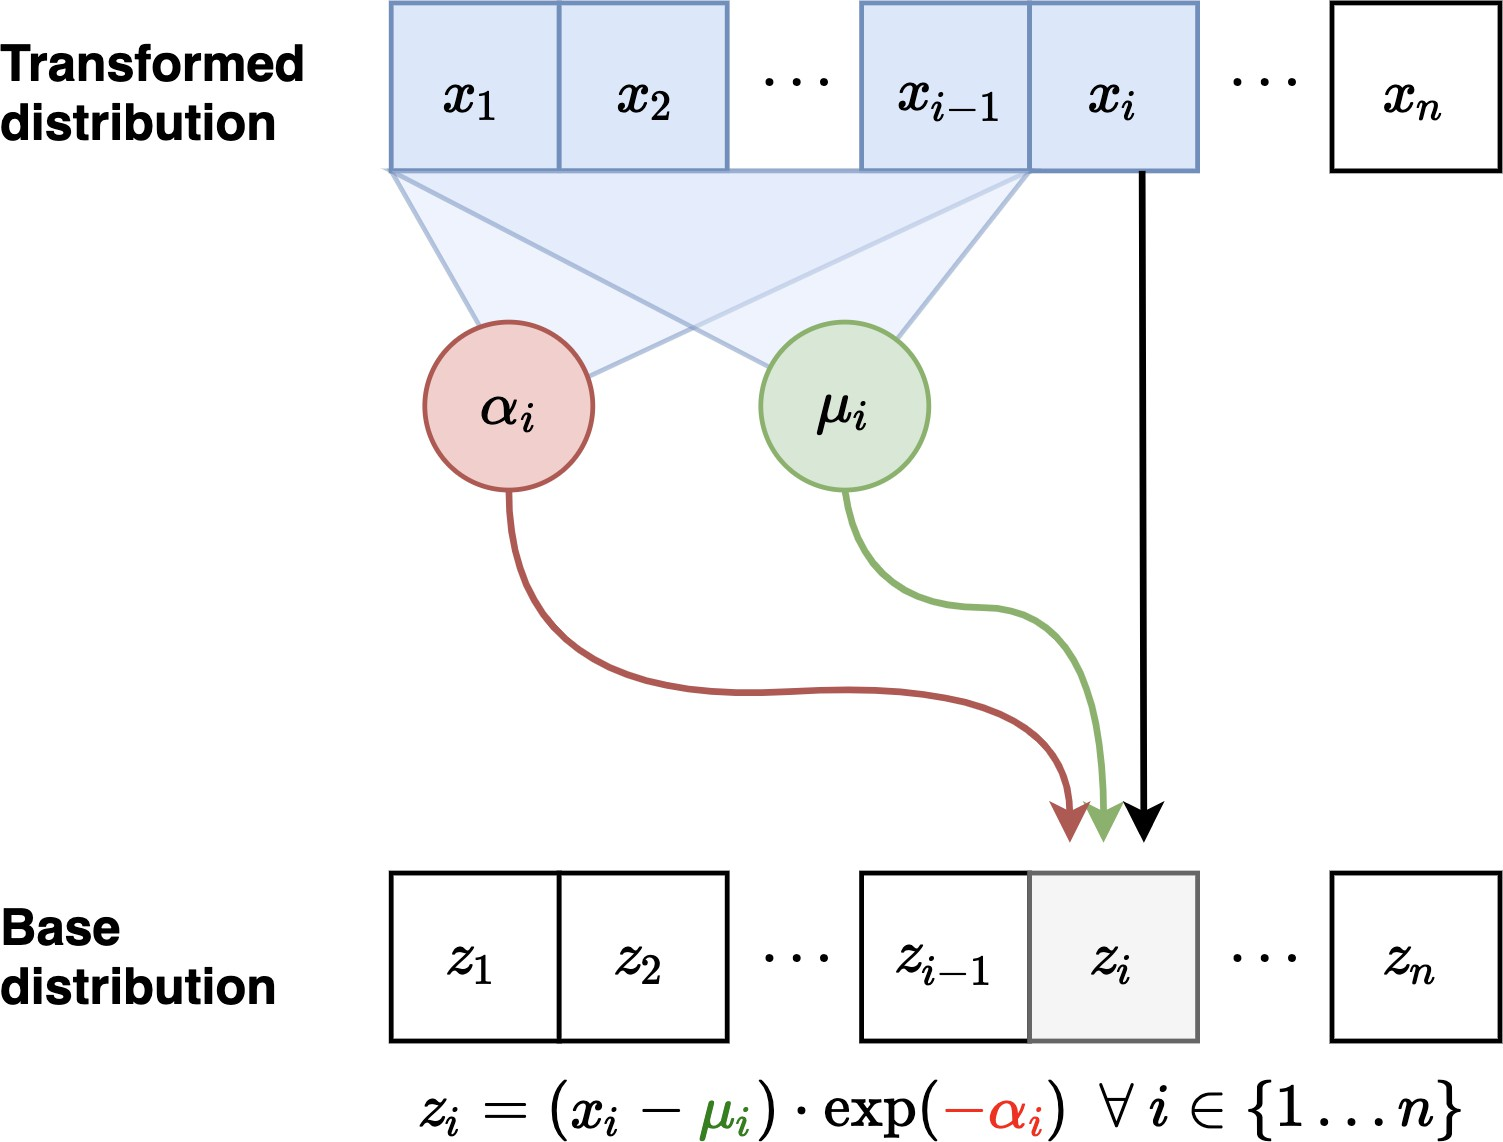 Transformed
distribution
x₁ x₂ ⋯ xᵢ₋₁ xᵢ ⋯ xₙ
αᵢ μᵢ
Base
distribution
z₁ z₂ ⋯ zᵢ₋₁ zᵢ ⋯ zₙ
zᵢ = (xᵢ − μᵢ) · exp(−αᵢ) ∀ i ∈ {1 … n}